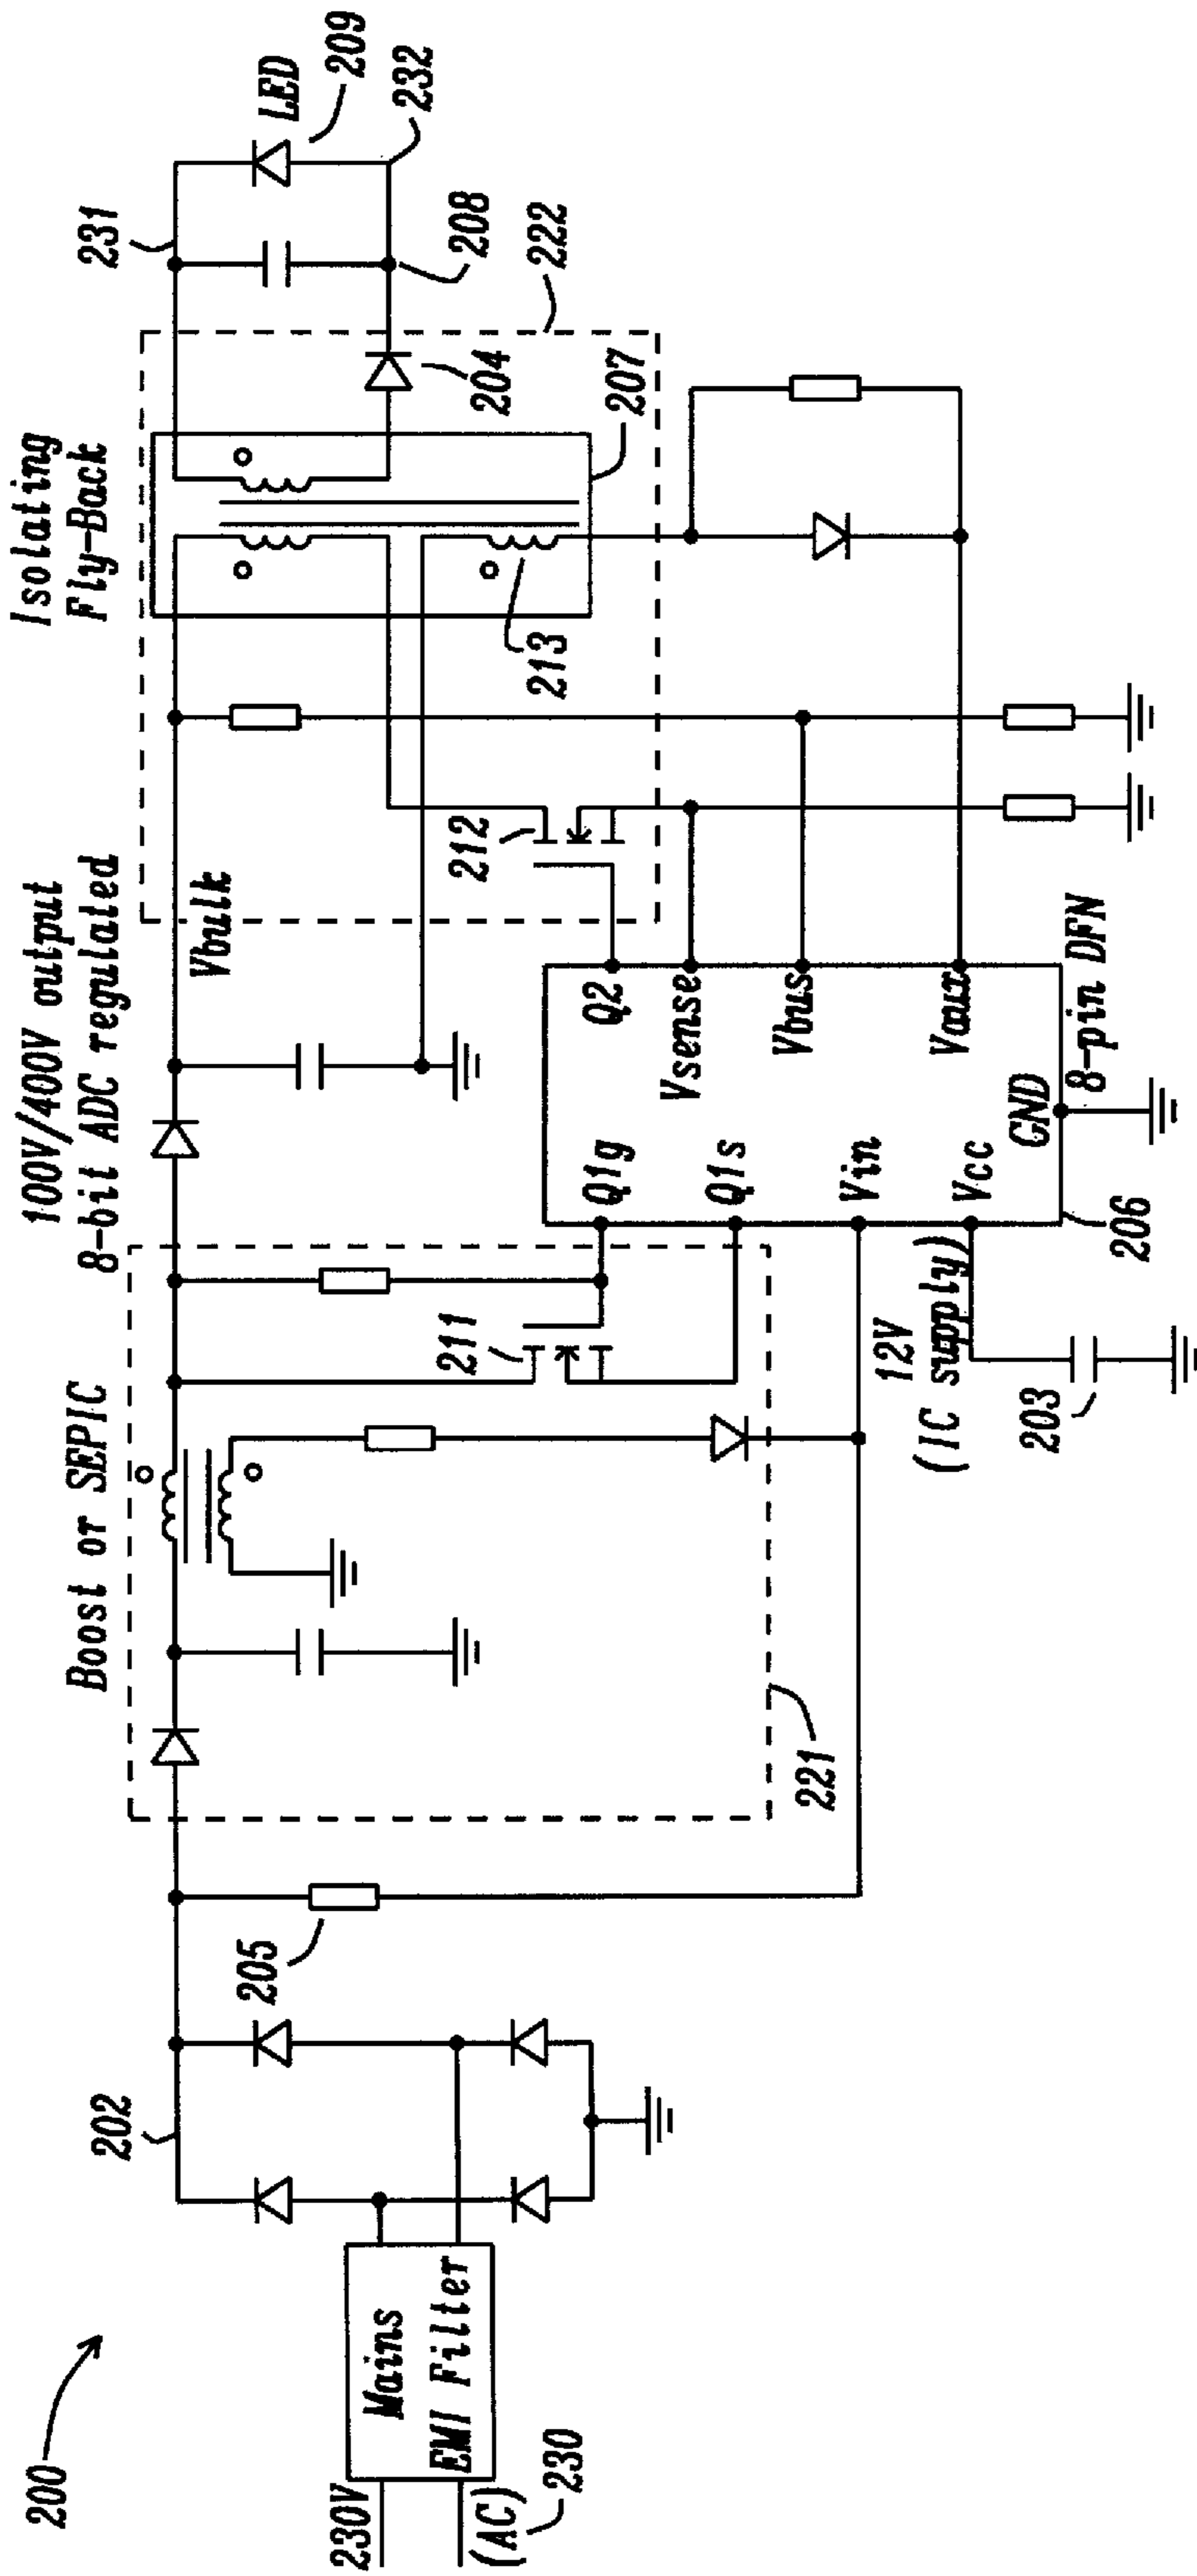 200
230V
(AC)
230
Mains
EMI Filter
202
205
Boost or SEPIC
221
211
100V/400V output
8-bit ADC regulated
Vbulk
Isolating
Fly-Back
212
213
207
204
222
208
231
232
LED
209
Q1g
Q1s
Vin
Vcc
GND
Q2
Vsense
Vbus
Vaux
8-pin DFN
206
12V
(IC supply)
203